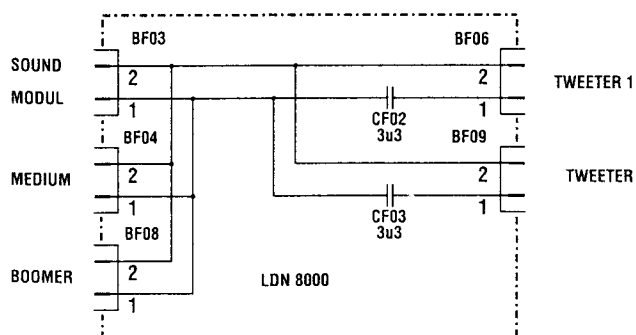 BF03
BF06
SOUND
2
2
TWEETER 1
MODUL
1
1
CF02
3u3
BF04
BF09
MEDIUM
2
2
TWEETER
1
1
CF03
3u3
BF08
BOOMER
2
LDN 8000
1